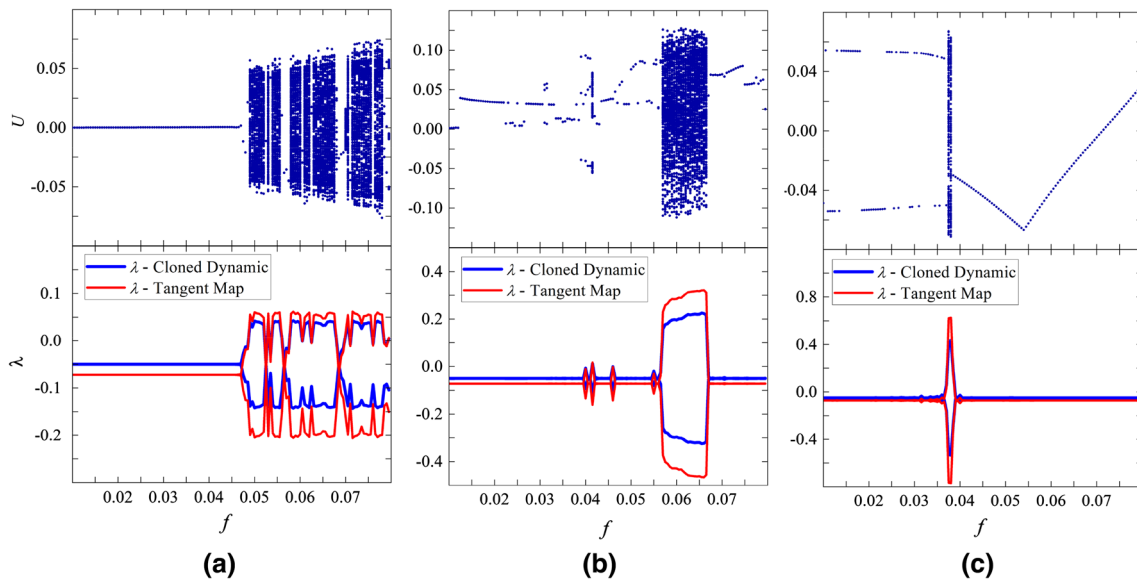 0.05
0.00
-0.05
U
0.10
0.05
0.00
-0.05
-0.10
0.04
0.00
-0.04
λ - Cloned Dynamic
λ - Tangent Map
0.1
0.0
-0.1
-0.2
λ
0.02 0.03 0.04 0.05 0.06 0.07
f
λ - Cloned Dynamic
λ - Tangent Map
0.4
0.2
0.0
-0.2
-0.4
0.02 0.03 0.04 0.05 0.06 0.07
f
λ - Cloned Dynamic
λ - Tangent Map
0.8
0.4
0.0
-0.4
0.02 0.03 0.04 0.05 0.06 0.07
f
(a) (b) (c)